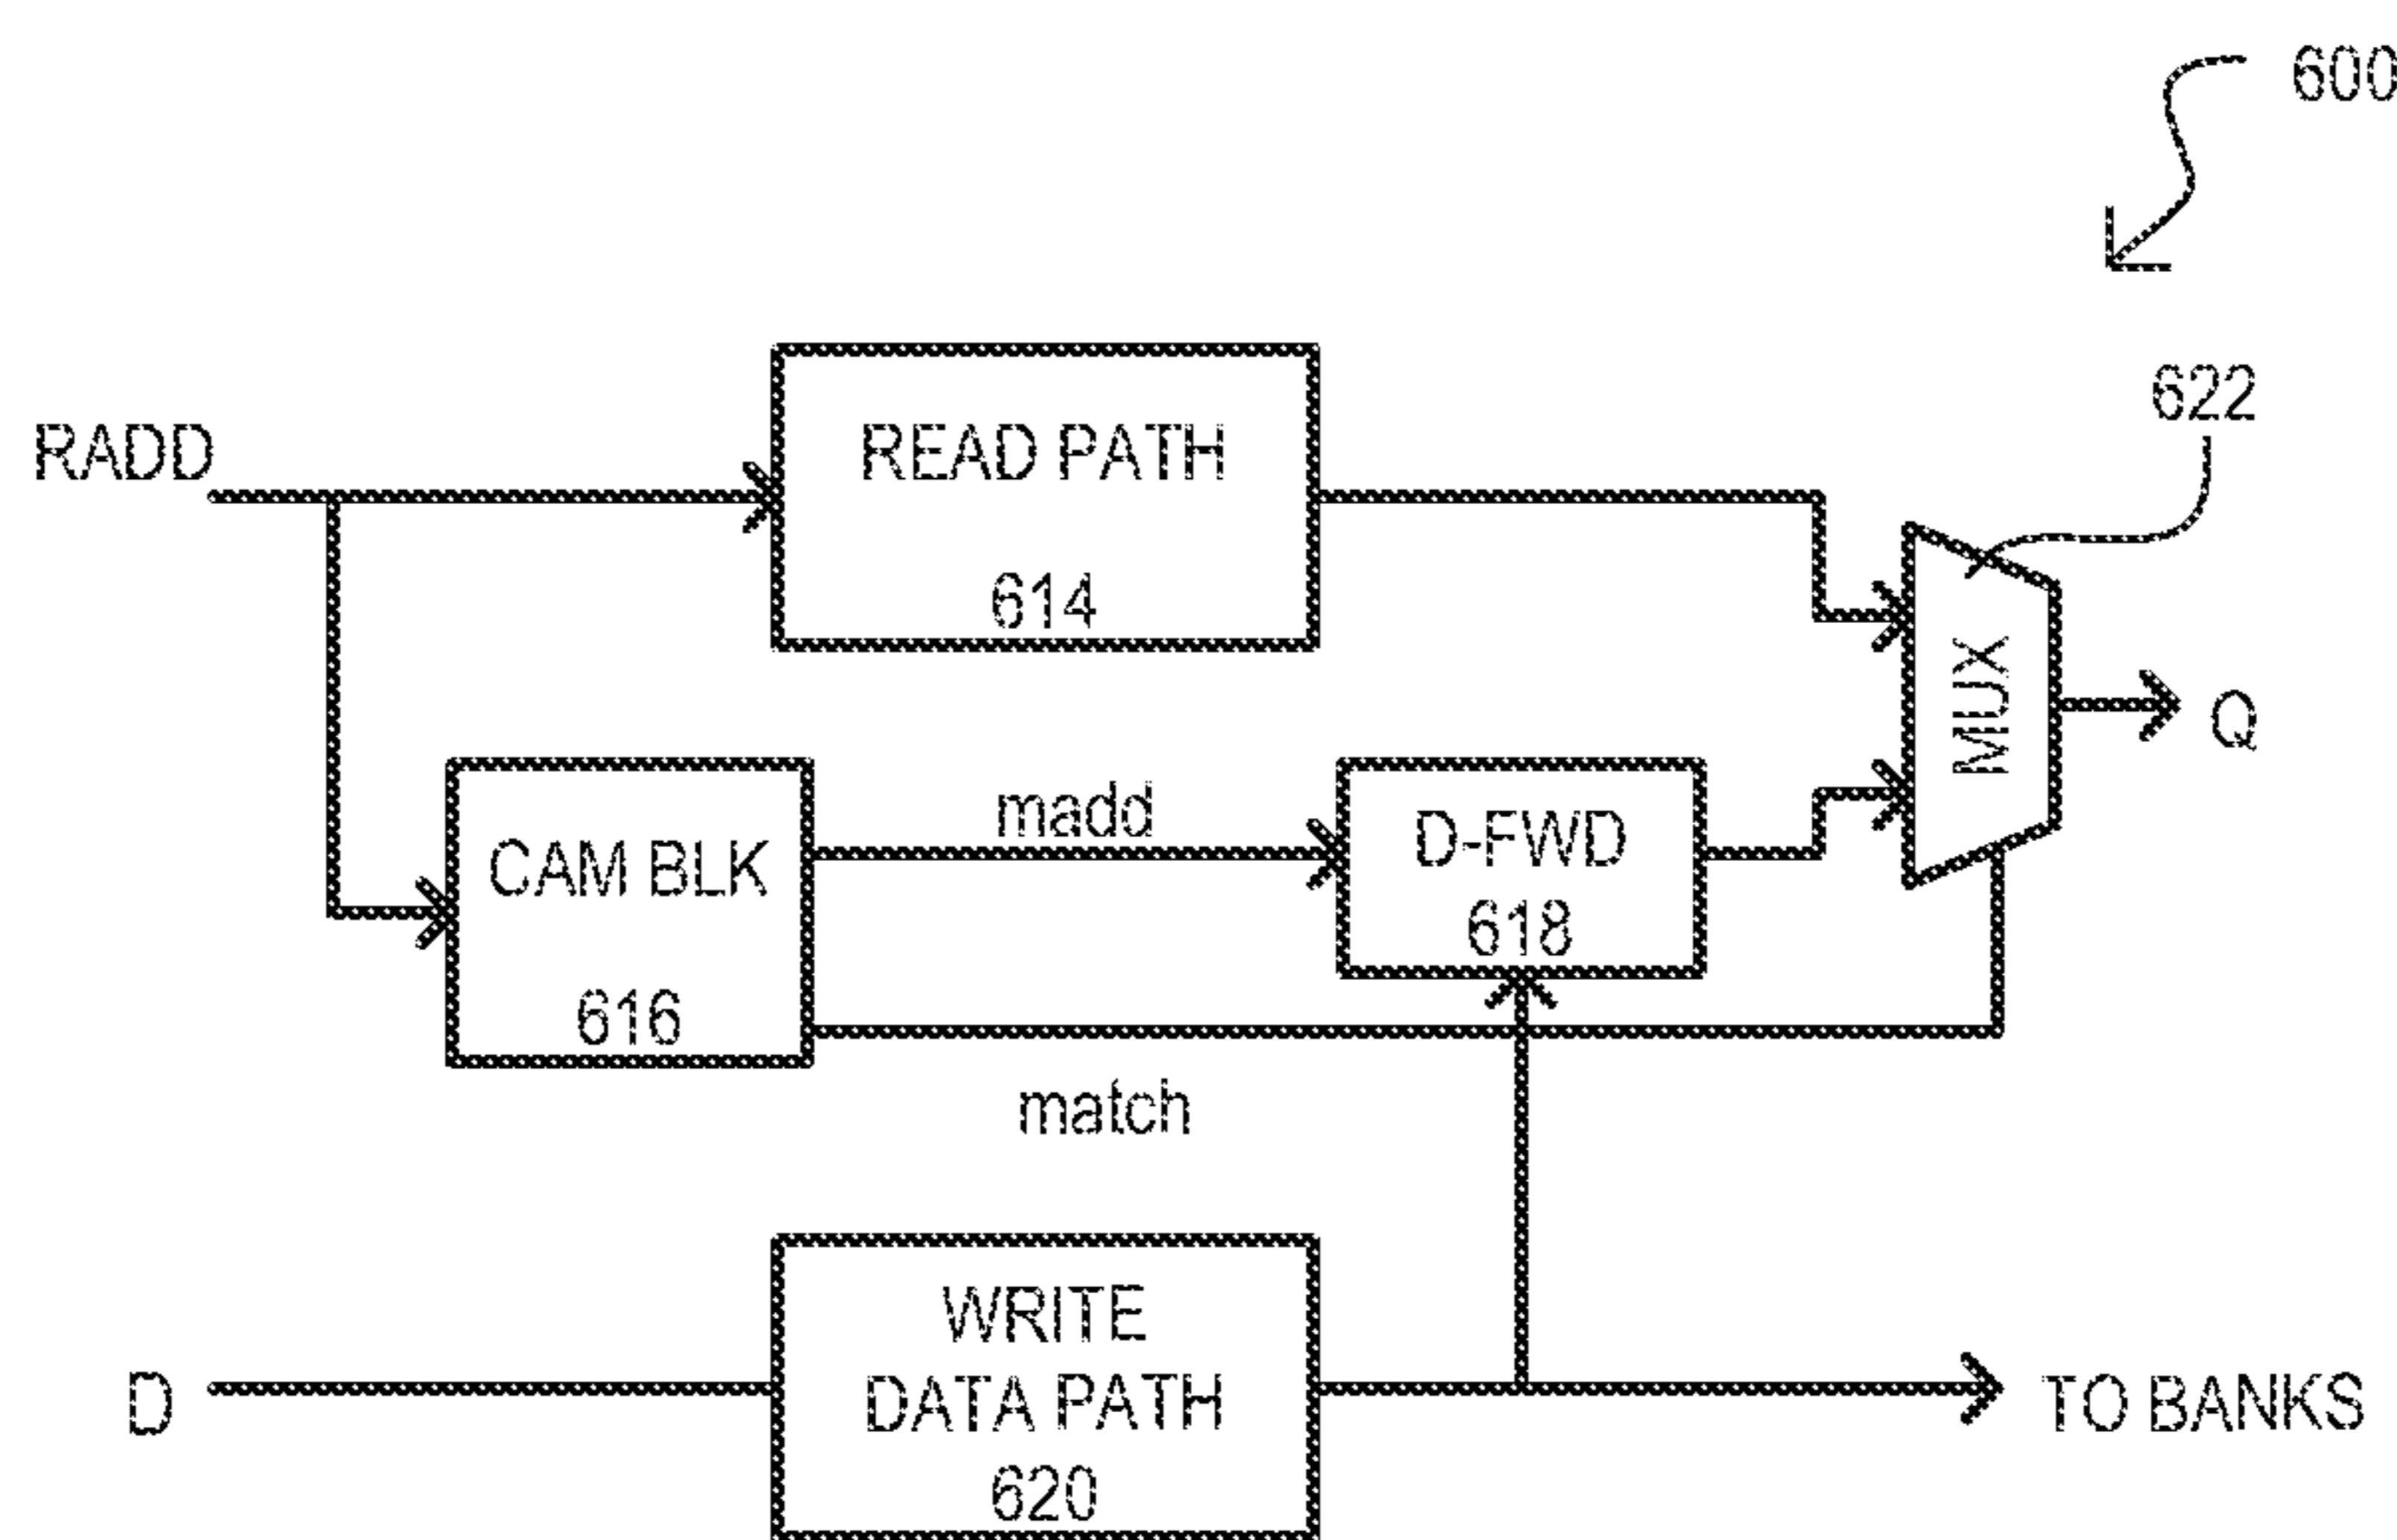 600
622
RADD
READ PATH
614
MUX
Q
madd
CAM BLK
616
D-FWD
618
match
D
WRITE
DATA PATH
620
TO BANKS